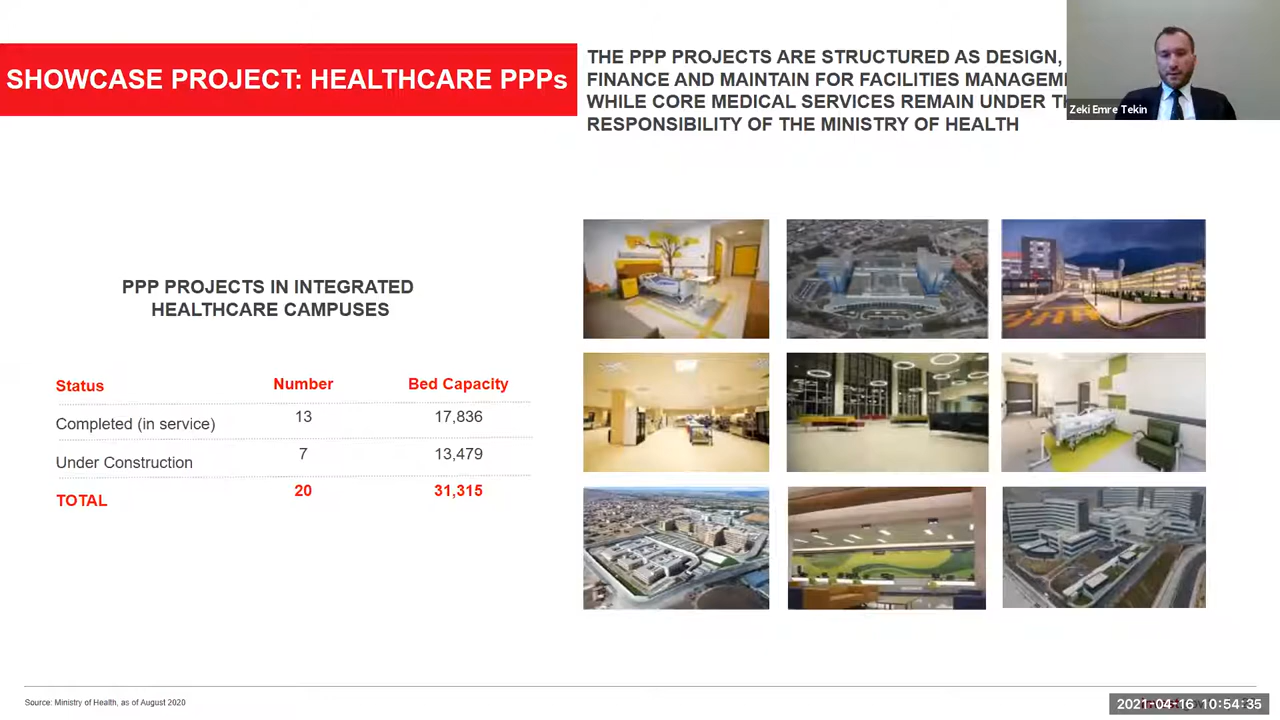 SHOWCASE PROJECT: HEALTHCARE PPPs
THE PPP PROJECTS ARE STRUCTURED AS DESIGN,
FINANCE AND MAINTAIN FOR FACILITIES
WHILE CORE MEDICAL SERVICES REMAIN UNDER
RESPONSIBILITY OF THE MINISTRY OF HEALTH
Zeki Emre Tekin
PPP PROJECTS IN INTEGRATED
HEALTHCARE CAMPUSES
Status Number Bed Capacity
Completed (in service) 13 17,836
Under Construction 7 13,479
TOTAL 20 31,315
Source: Ministry of Health, as of August 2020
2021-04-16 10:54:35